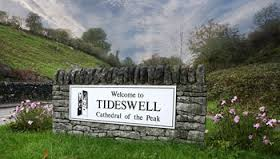 Welcome to
TIDESWELL
Cathedral of the Peak